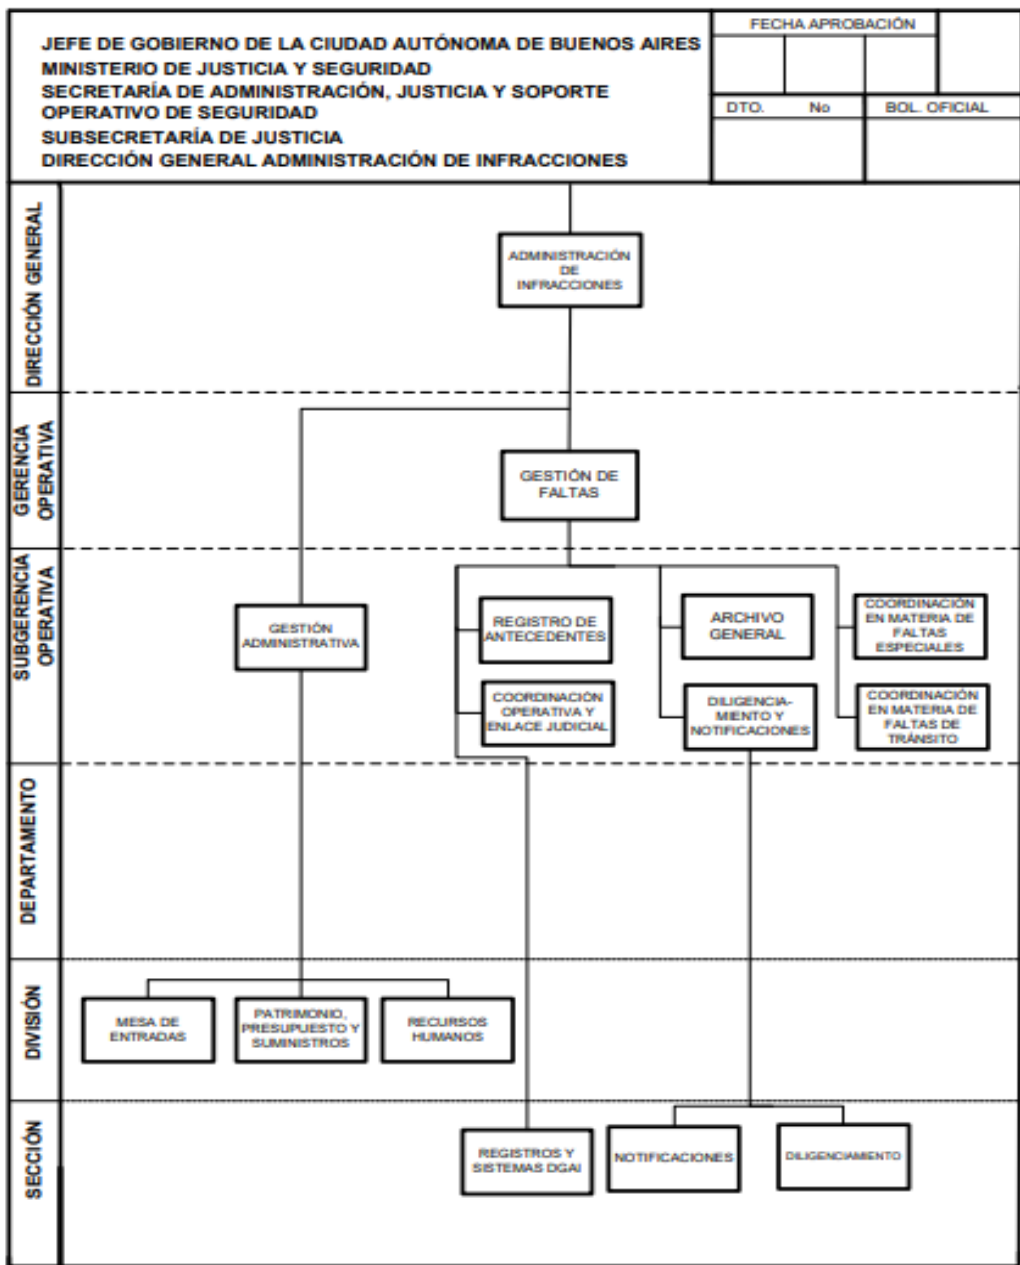 JEFE DE GOBIERNO DE LA CIUDAD AUTÓNOMA DE BUENOS AIRES
MINISTERIO DE JUSTICIA Y SEGURIDAD
SECRETARÍA DE ADMINISTRACIÓN, JUSTICIA Y SOPORTE
OPERATIVO DE SEGURIDAD
SUBSECRETARÍA DE JUSTICIA
DIRECCIÓN GENERAL ADMINISTRACIÓN DE INFRACCIONES
FECHA APROBACIÓN
DTO. No
BOL. OFICIAL
DIRECCIÓN GENERAL
ADMINISTRACIÓN
DE
INFRACCIONES
GERENCIA
OPERATIVA
GESTIÓN DE
FALTAS
SUBGERENCIA
OPERATIVA
GESTIÓN
ADMINISTRATIVA
REGISTRO DE
ANTECEDENTES
ARCHIVO
GENERAL
COORDINACIÓN
EN MATERIA DE
FALTAS
ESPECIALES
COORDINACIÓN
OPERATIVA Y
ENLACE JUDICIAL
DILIGENCIA-
MIENTO Y
NOTIFICACIONES
COORDINACIÓN
EN MATERIA DE
FALTAS DE
TRÁNSITO
DEPARTAMENTO
DIVISIÓN
MESA DE
ENTRADAS
PATRIMONIO,
PRESUPUESTO Y
SUMINISTROS
RECURSOS
HUMANOS
SECCIÓN
REGISTROS Y
SISTEMAS DGAI
NOTIFICACIONES
DILIGENCIAMIENTO